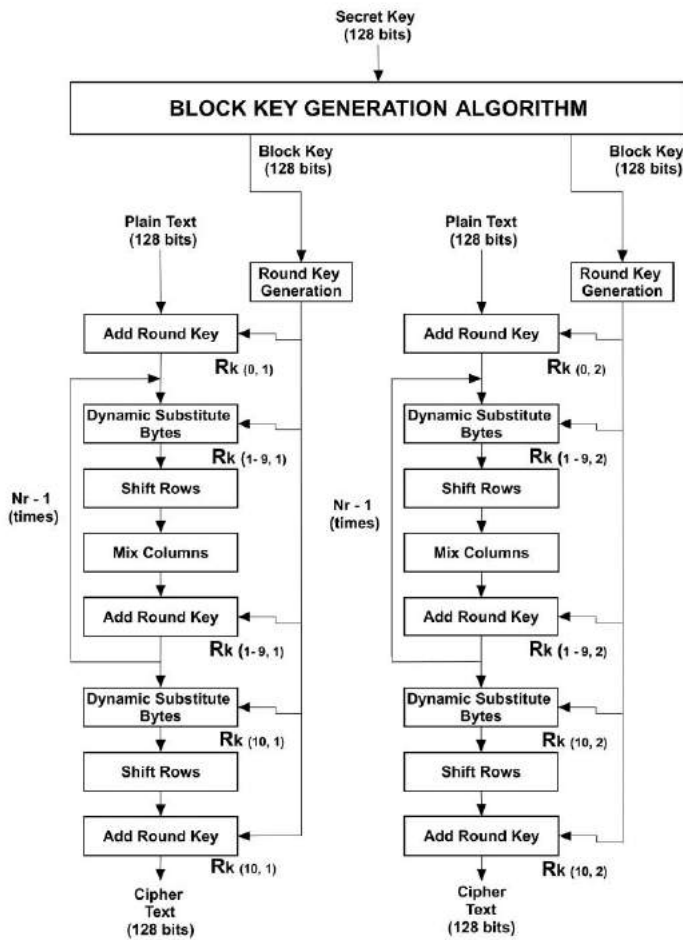 Secret Key
(128 bits)
BLOCK KEY GENERATION ALGORITHM
Block Key
(128 bits)
Block Key
(128 bits)
Plain Text
(128 bits)
Round Key
Generation
Add Round Key
Rk (0, 1)
Dynamic Substitute
Bytes
Rk (1- 9, 1)
Shift Rows
Nr - 1
(times)
Mix Columns
Add Round Key
Rk (1- 9, 1)
Dynamic Substitute
Bytes
Rk (10, 1)
Shift Rows
Add Round Key
Rk (10, 1)
Cipher
Text
(128 bits)
Plain Text
(128 bits)
Round Key
Generation
Add Round Key
Rk (0, 2)
Dynamic Substitute
Bytes
Rk (1 - 9, 2)
Shift Rows
Nr - 1
(times)
Mix Columns
Add Round Key
Rk (1 - 9, 2)
Dynamic Substitute
Bytes
Rk (10, 2)
Shift Rows
Add Round Key
Rk (10, 2)
Cipher
Text
(128 bits)